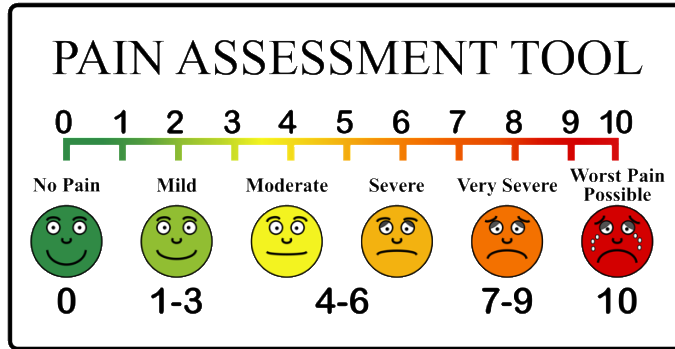 PAIN ASSESSMENT TOOL
0 1 2 3 4 5 6 7 8 9 10
No Pain Mild Moderate Severe Very Severe Worst Pain
Possible
0 1-3 4-6 7-9 10